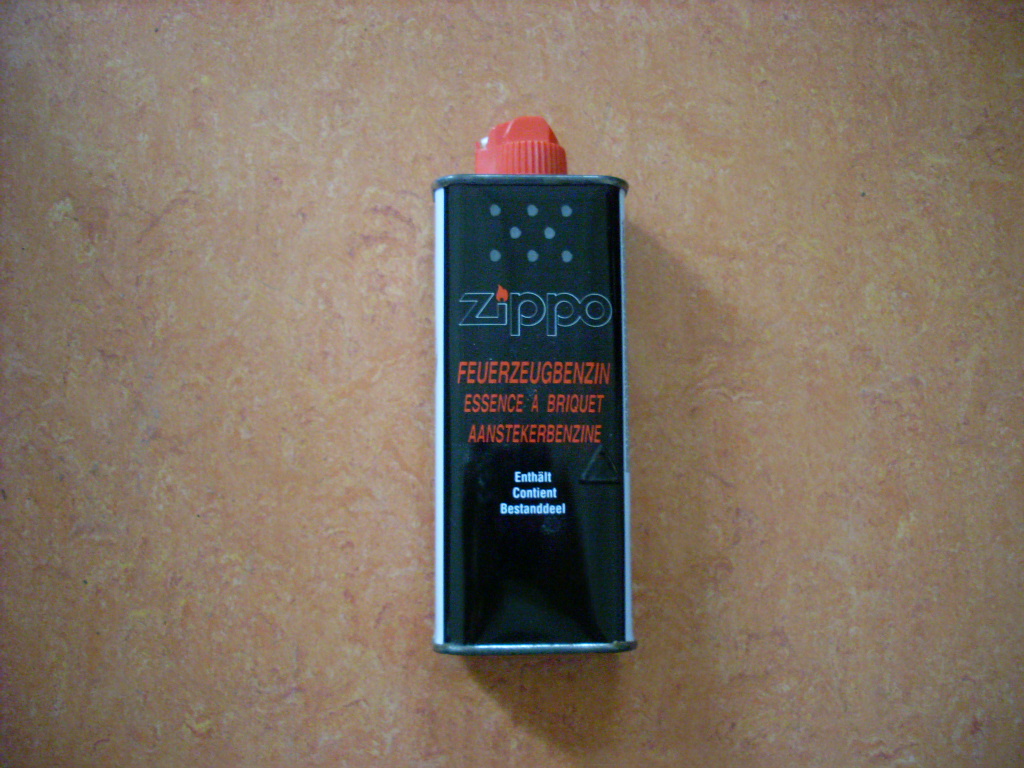 zippo
FEUERZEUGBENZIN
ESSENCE À BRIQUET
AANSTEKERBENZINE
Enthält
Contient
Bestanddeel